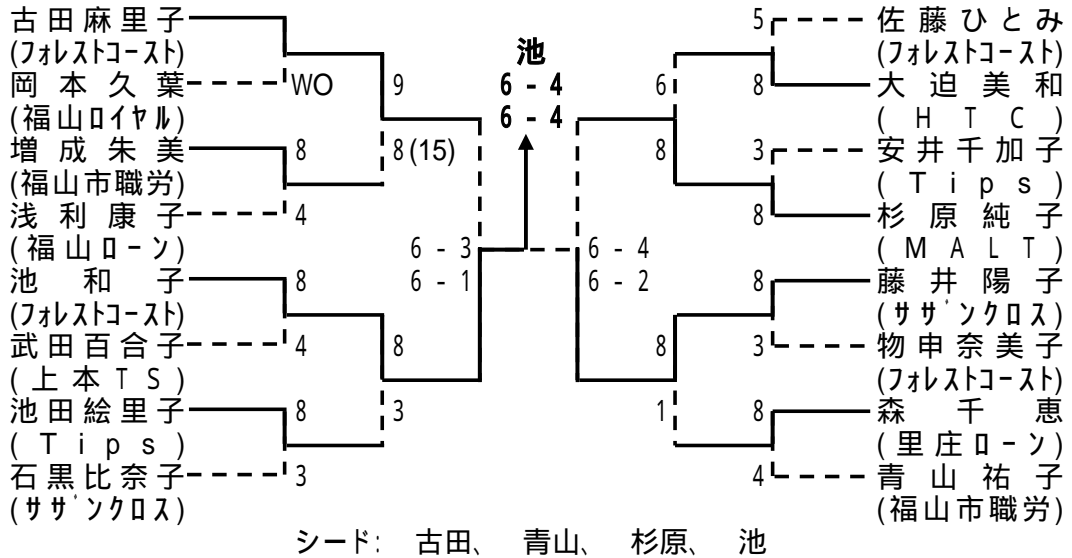 古田麻里子
(フォレストコースト)
岡本久葉
(福山ロイヤル)
増成朱美
(福山市職労)
浅利康子
(福山ローン)
池和子
(フォレストコースト)
武田百合子
(上本TS)
池田絵里子
(Tips)
石黒比奈子
(サザンクロス)
WO
8
4
8
4
8
3
9
8(15)
8
3
6 - 3
6 - 1
池
6 - 4
6 - 4
6 - 4
6 - 2
6
8
8
1
5
8
3
8
8
3
8
4
佐藤ひとみ
(フォレストコースト)
大迫美和
(HTC)
安井千加子
(Tips)
杉原純子
(MALT)
藤井陽子
(サザンクロス)
物申奈美子
(フォレストコースト)
森千恵
(里庄ローン)
青山祐子
(福山市職労)
シード: 古田、 青山、 杉原、 池